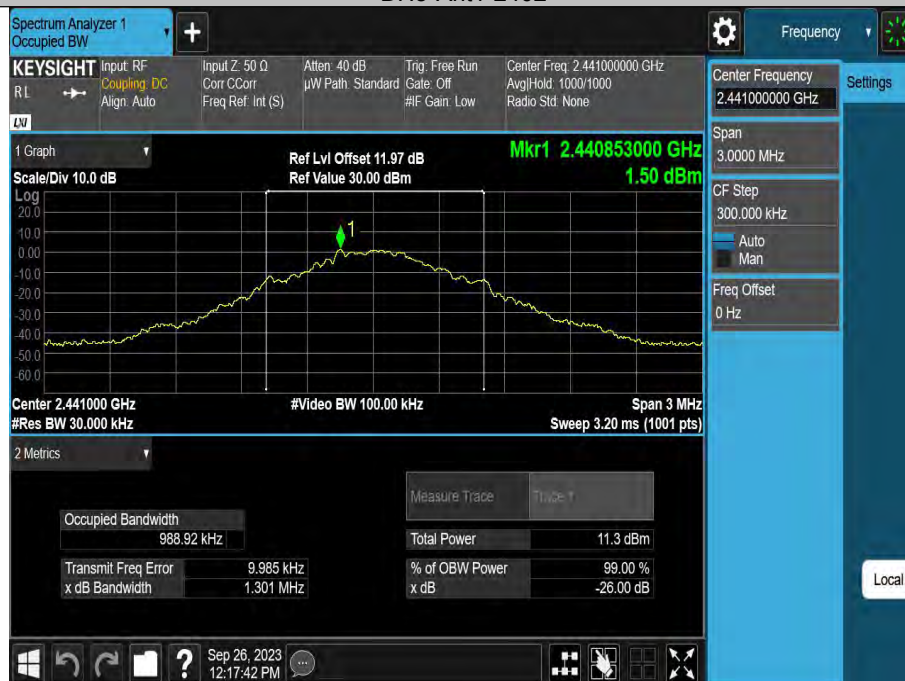 Spectrum Analyzer 1
Occupied BW
Frequency
KEYSIGHT
RL
LXI
Input: RF
Coupling: DC
Align: Auto
Input Z: 50 Ω
Corr CCorr
Freq Ref: Int (S)
Atten: 40 dB
µW Path: Standard
Trig: Free Run
Gate: Off
#IF Gain: Low
Center Freq: 2.441000000 GHz
Avg|Hold: 1000/1000
Radio Std: None
Center Frequency
2.441000000 GHz
Settings
Span
3.0000 MHz
CF Step
300.000 kHz
Auto
Man
Freq Offset
0 Hz
Local
1 Graph
Scale/Div 10.0 dB
Ref Lvl Offset 11.97 dB
Ref Value 30.00 dBm
Mkr1 2.440853000 GHz
1.50 dBm
Log
20.0
10.0
0.00
-10.0
-20.0
-30.0
-40.0
-50.0
-60.0
1
Center 2.441000 GHz
#Res BW 30.000 kHz
#Video BW 100.00 kHz
Span 3 MHz
Sweep 3.20 ms (1001 pts)
2 Metrics
Measure Trace
Trace 1
Occupied Bandwidth
988.92 kHz
Total Power
11.3 dBm
Transmit Freq Error
9.985 kHz
% of OBW Power
99.00 %
x dB Bandwidth
1.301 MHz
x dB
-26.00 dB
?
Sep 26, 2023
12:17:42 PM